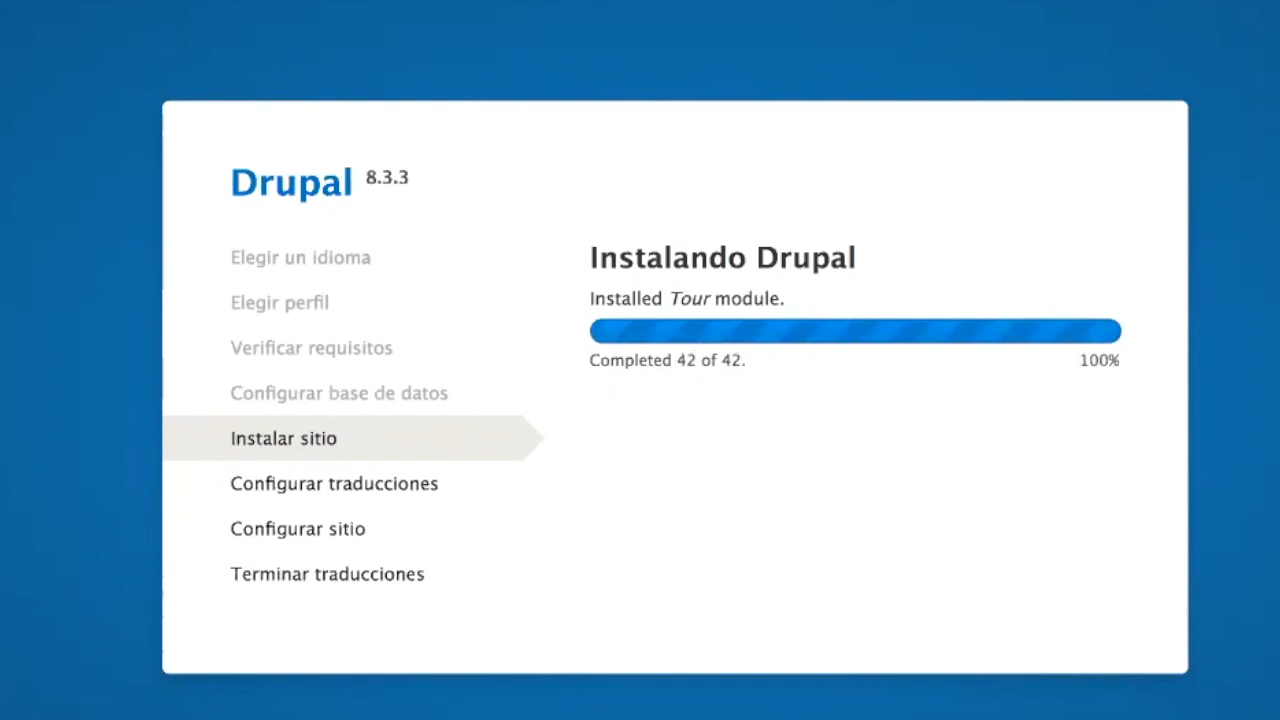 Drupal 8.3.3
Elegir un idioma
Elegir perfil
Verificar requisitos
Configurar base de datos
Instalar sitio
Configurar traducciones
Configurar sitio
Terminar traducciones
Instalando Drupal
Installed Tour module.
Completed 42 of 42.
100%